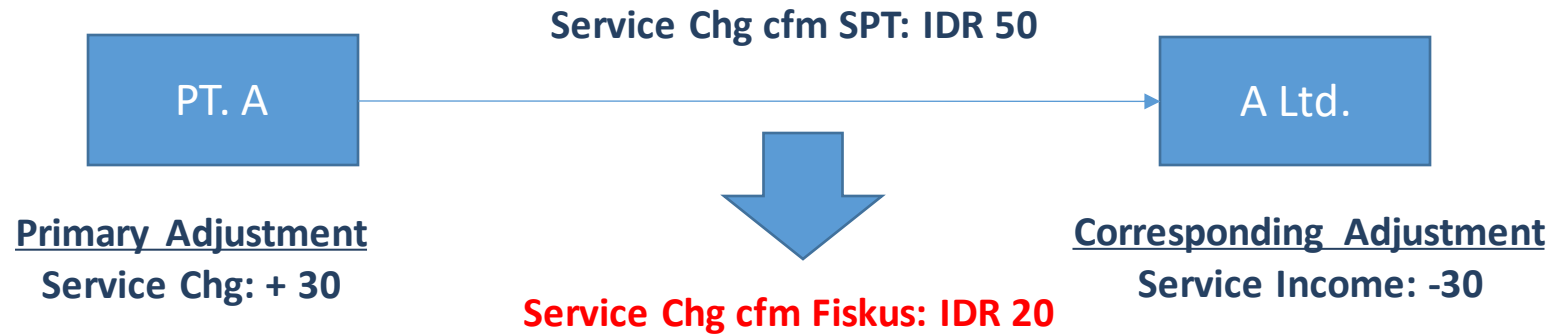 Service Chg cfm SPT: IDR 50
PT. A
A Ltd.
Primary Adjustment
Service Chg: + 30
Corresponding Adjustment
Service Income: -30
Service Chg cfm Fiskus: IDR 20